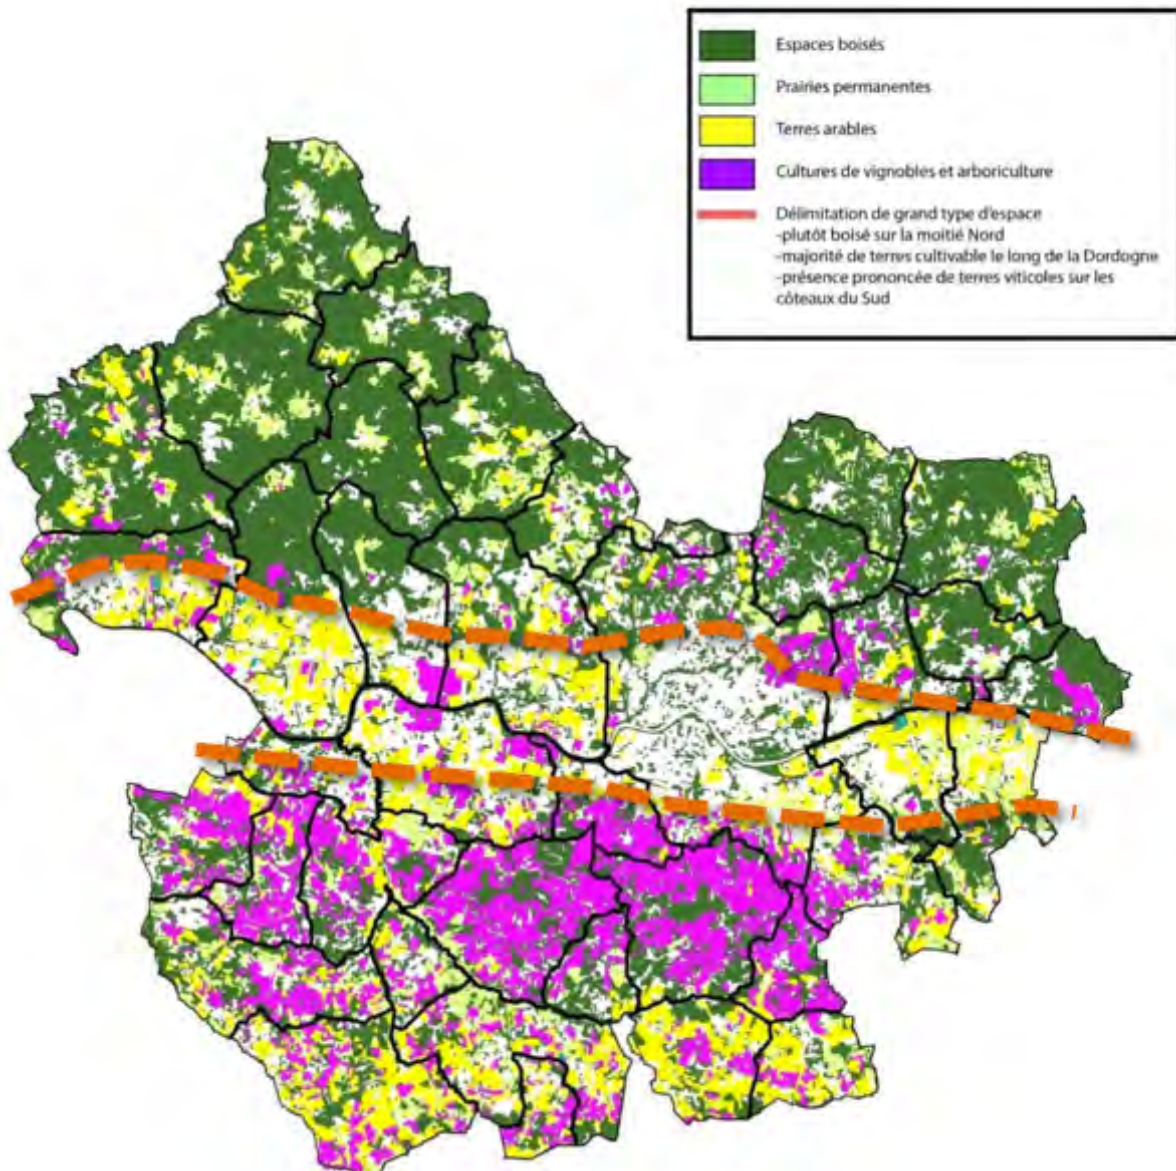 Espaces boisés
Prairies permanentes
Terres arables
Cultures de vignobles et arboriculture
Délimitation de grand type d'espace
-plutôt boisé sur la moitié Nord
-majorité de terres cultivable le long de la Dordogne
-présence prononcée de terres viticoles sur les
côteaux du Sud